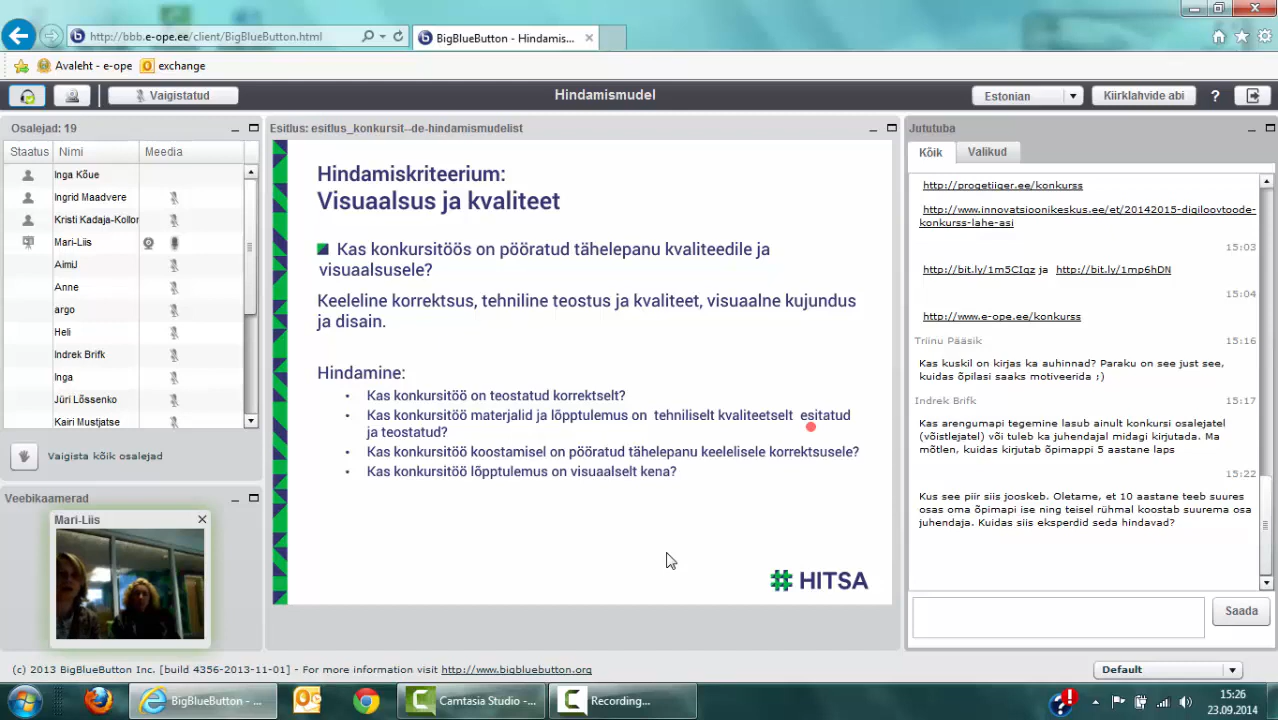 http://bbb.e-ope.ee/client/BigBlueButton.html
BigBlueButton - Hindamis...
Avaleht - e-ope
exchange
Vaigistatud
Hindamismudel
Estonian
Kiirklahvide abi
?
Osalejad: 19
Staatus Nimi Meedia
Inga Kõue
Ingrid Maadvere
Kristi Kadaja-Kollor
Mari-Liis
AimiJ
Anne
argo
Heli
Indrek Brifk
Inga
Jüri Lõssenko
Kairi Mustjatse
Vaigista kõik osalejad
Veebikaamerad
Mari-Liis
Esitlus: esitlus_konkursit--de-hindamismudelist
Hindamiskriteerium:
Visuaalsus ja kvaliteet
Kas konkursitöös on pööratud tähelepanu kvaliteedile ja
visuaalsusele?
Keeleline korrektsus, tehniline teostus ja kvaliteet, visuaalne kujundus
ja disain.
Hindamine:
• Kas konkursitöö on teostatud korrektselt?
• Kas konkursitöö materjalid ja lõpptulemus on tehniliselt kvaliteetselt esitatud
ja teostatud?
• Kas konkursitöö koostamisel on pööratud tähelepanu keelelisele korrektsusele?
• Kas konkursitöö lõpptulemus on visuaalselt kena?
# HITSA
Jututuba
Kõik Valikud
http://progetiiger.ee/konkurss
http://www.innovatsioonikeskus.ee/et/20142015-digiloovtoode-
konkurss-lahe-asi
15:03
http://bit.ly/1m5CIqz ja http://bit.ly/1mp6hDN
15:04
http://www.e-ope.ee/konkurss
Triinu Pääsik 15:16
Kas kuskil on kirjas ka auhinnad? Paraku on see just see,
kuidas õpilasi saaks motiveerida ;)
Indrek Brifk 15:17
Kas arengumapi tegemine lasub ainult konkursi osalejatel
(võistlejatel) või tuleb ka juhendajal midagi kirjutada. Ma
mõtlen, kuidas kirjutab õpimappi 5 aastane laps
15:22
Kus see piir siis jookseb. Oletame, et 10 aastane teeb suures
osas oma õpimapi ise ning teisel rühmal koostab suurema osa
juhendaja. Kuidas siis eksperdid seda hindavad?
Saada
(c) 2013 BigBlueButton Inc. [build 4356-2013-11-01] - For more information visit http://www.bigbluebutton.org
Default
BigBlueButton - ...
Camtasia Studio -...
Recording...
15:26
23.09.2014